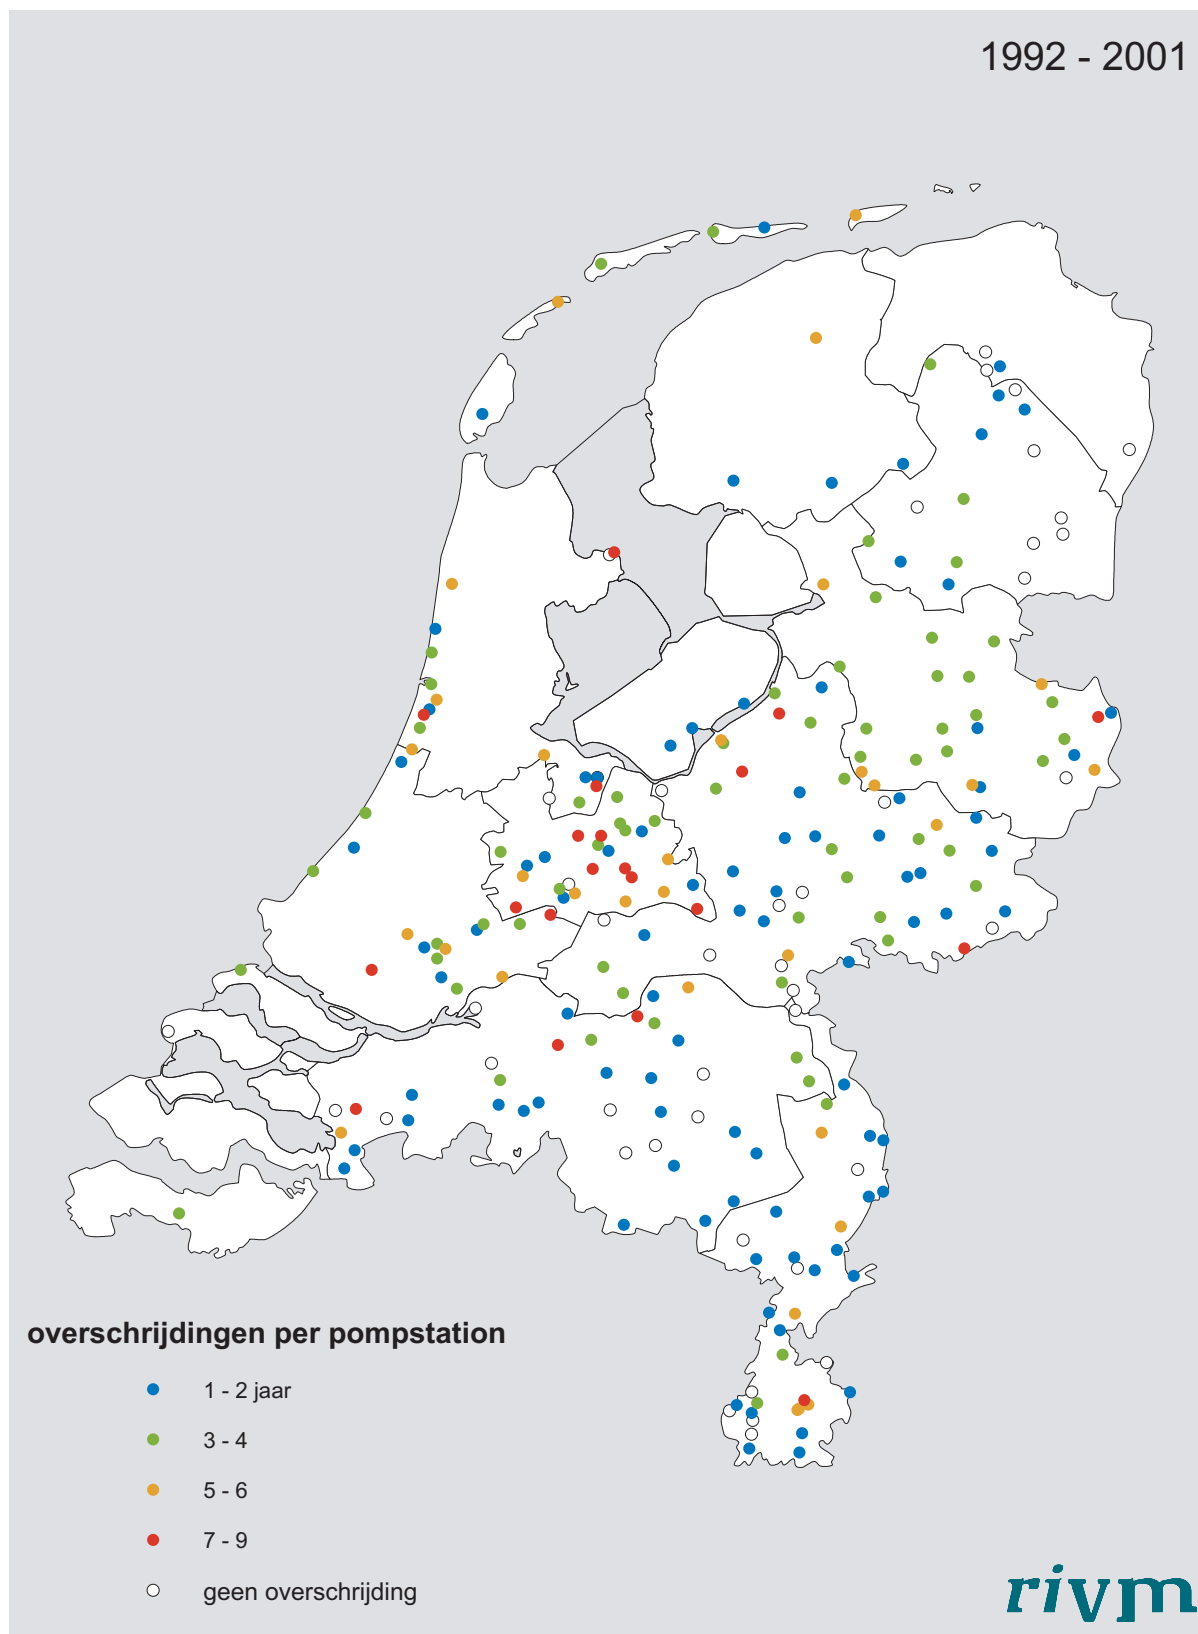 1992 - 2001
overschrijdingen per pompstation
1 - 2 jaar
3 - 4
5 - 6
7 - 9
geen overschrijding
rivm